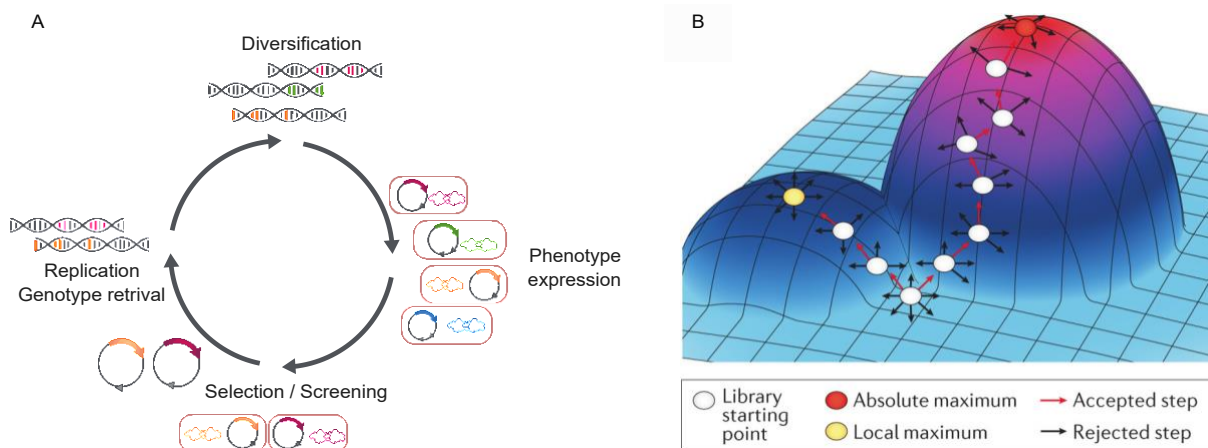 A
Diversification
Phenotype
expression
Replication
Genotype retrival
Selection / Screening
B
Library
starting
point
Absolute maximum
Local maximum
Accepted step
Rejected step